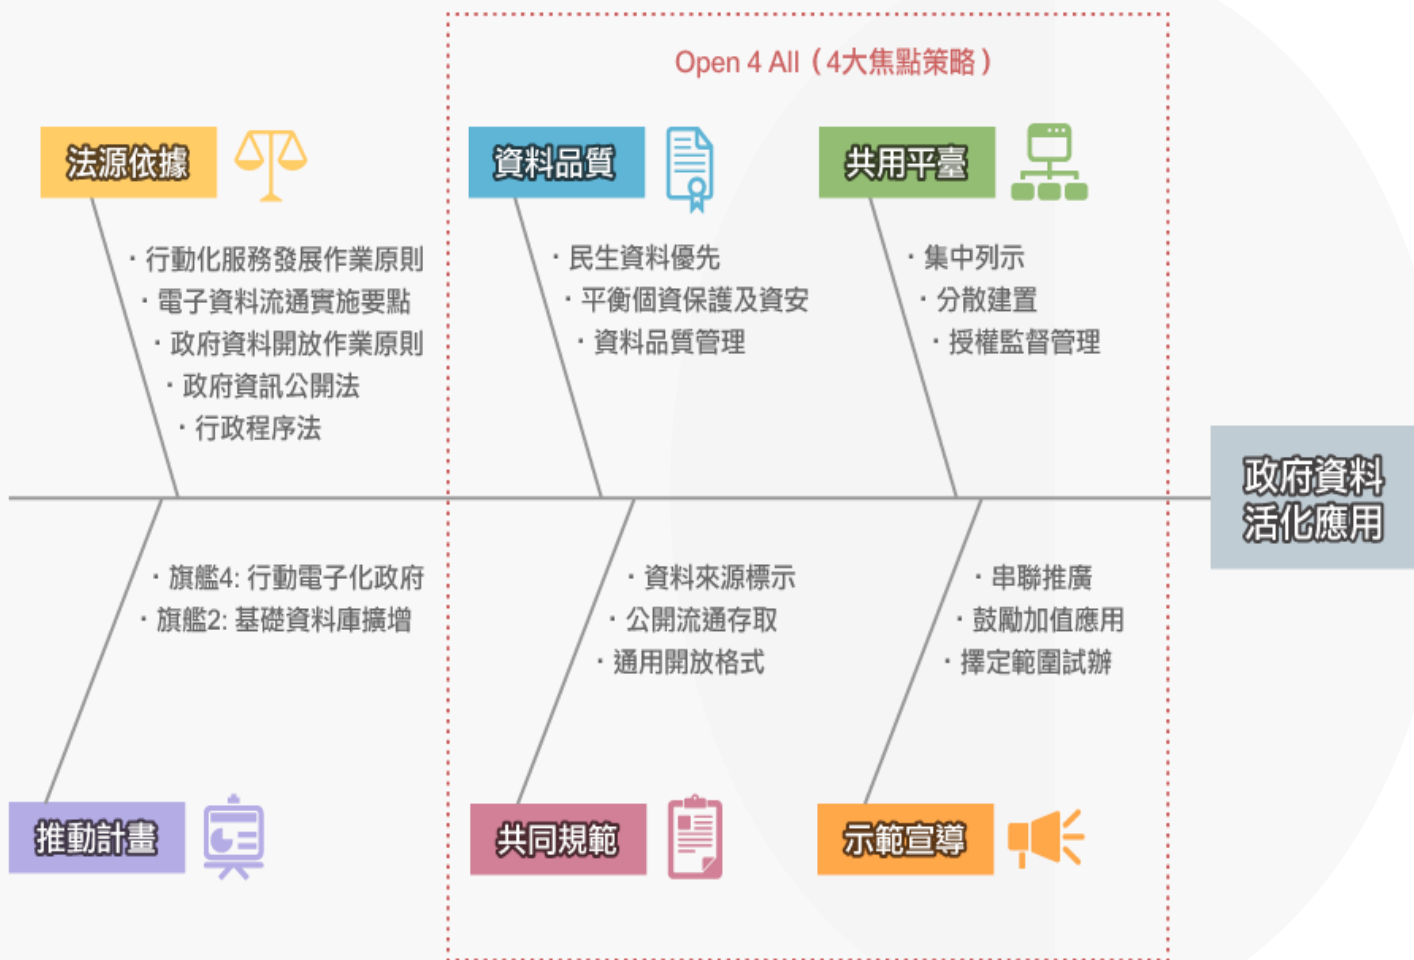 Open 4 All（4大焦點策略）
法源依據
・行動化服務發展作業原則
・電子資料流通實施要點
・政府資料開放作業原則
・政府資訊公開法
・行政程序法
資料品質
・民生資料優先
・平衡個資保護及資安
・資料品質管理
共用平臺
・集中列示
・分散建置
・授權監督管理
政府資料
活化應用
・旗艦4: 行動電子化政府
・旗艦2: 基礎資料庫擴增
推動計畫
・資料來源標示
・公開流通存取
・通用開放格式
共同規範
・串聯推廣
・鼓勵加值應用
・擇定範圍試辦
示範宣導